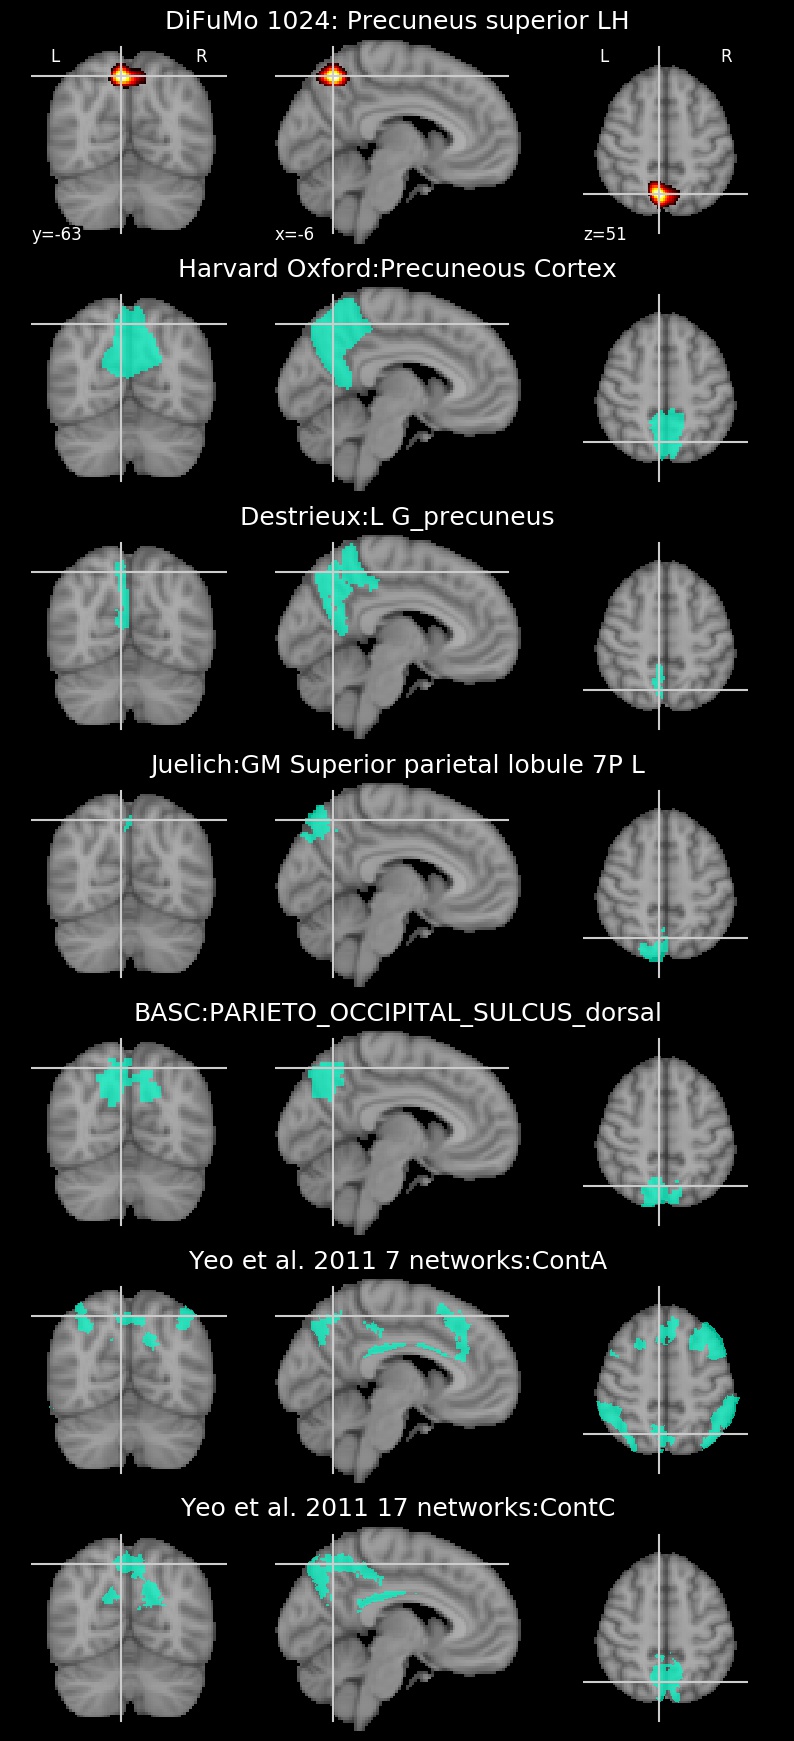 DiFuMo 1024: Precuneus superior LH
L R L R
y=-63 x=-6 z=51
Harvard Oxford:Precuneous Cortex
Destrieux:L G_precuneus
Juelich:GM Superior parietal lobule 7P L
BASC:PARIETO_OCCIPITAL_SULCUS_dorsal
Yeo et al. 2011 7 networks:ContA
Yeo et al. 2011 17 networks:ContC